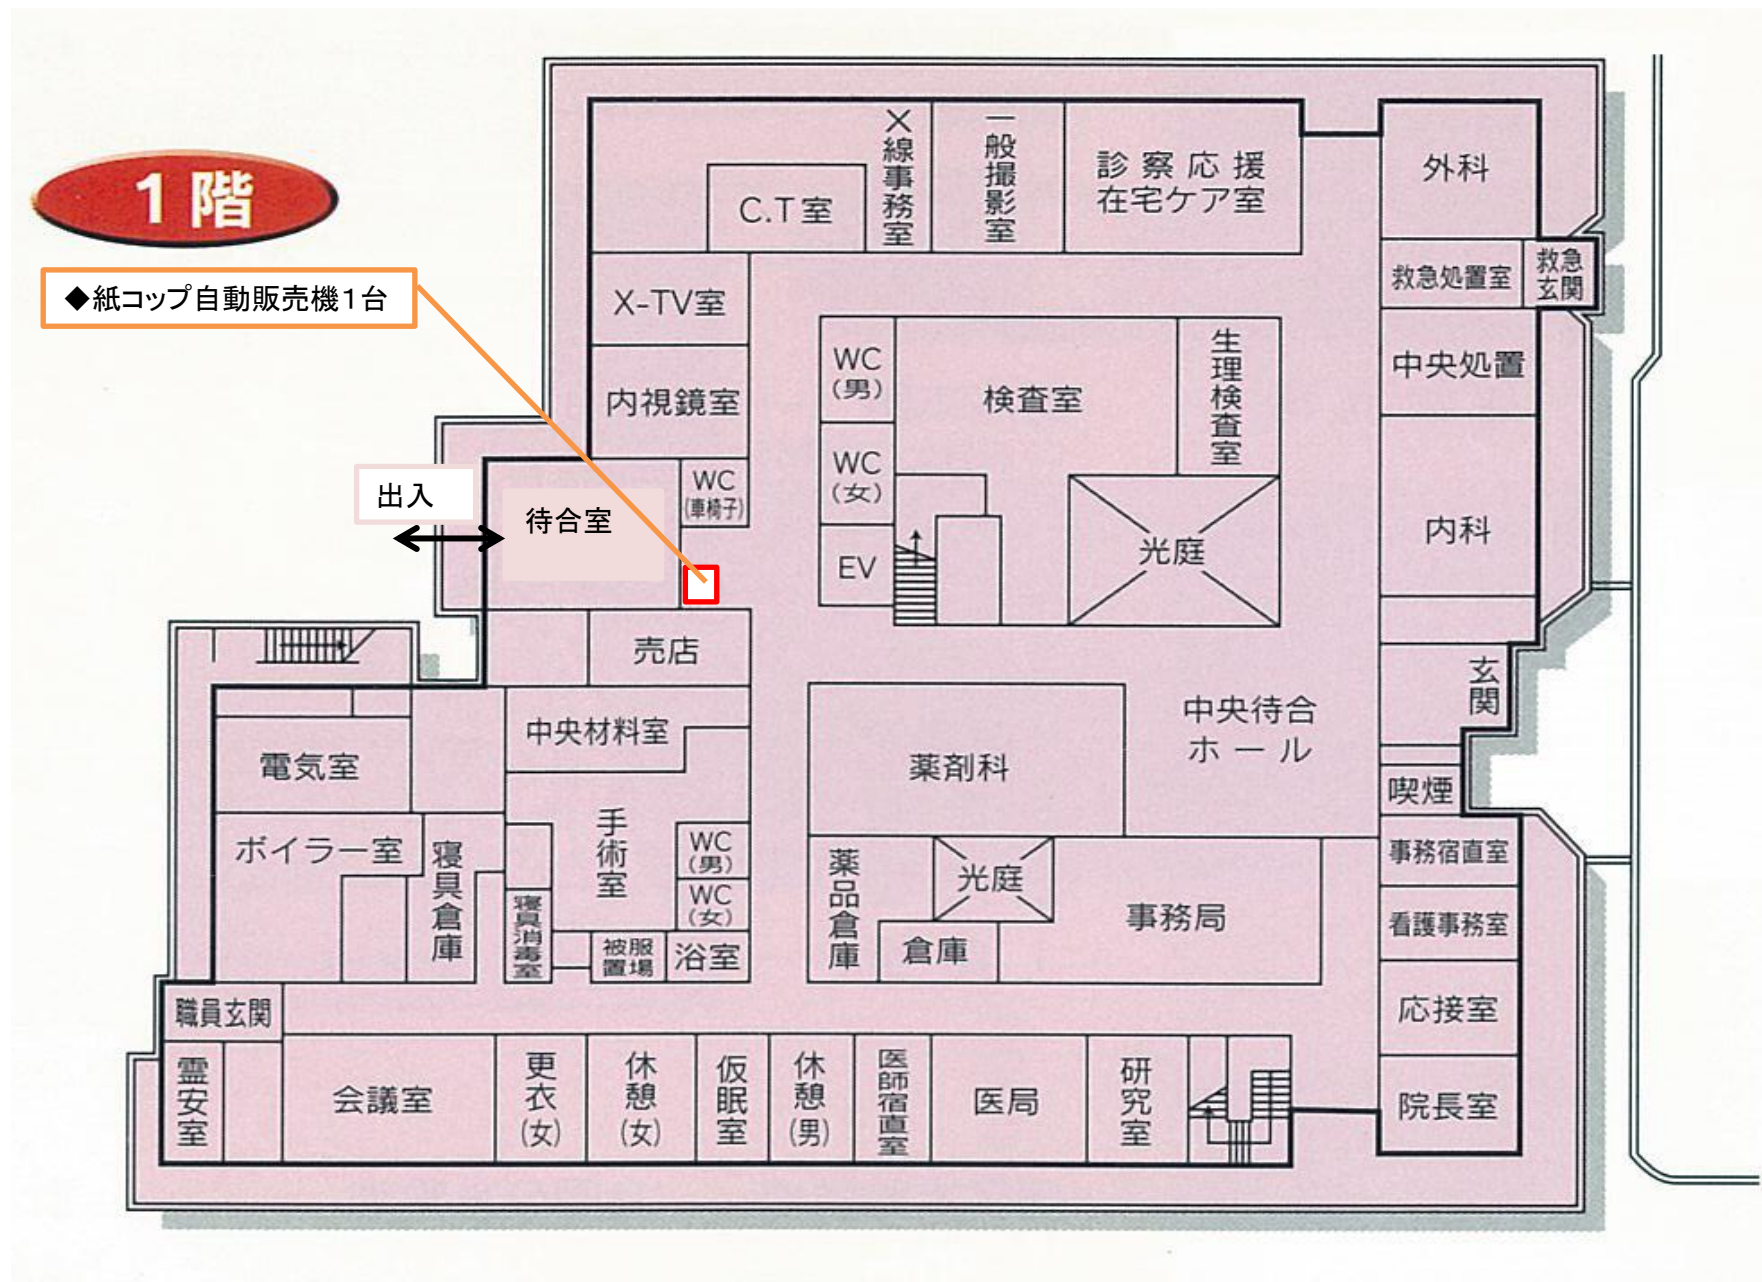 1階
◆紙コップ自動販売機1台
X線事務室
一般撮影室
診察応援
在宅ケア室
外科
C.T室
救急処置室
救急
玄関
X-TV室
内視鏡室
WC
(男)
検査室
生理検査室
中央処置
WC
(車椅子)
WC
(女)
出入
待合室
EV
光庭
内科
売店
玄関
中央材料室
中央待合
ホール
電気室
薬剤科
喫煙
ボイラー室
寝具倉庫
手術室
WC
(男)
WC
(女)
薬品倉庫
光庭
事務局
事務宿直室
看護事務室
寝具消毒室
被服
置場
浴室
倉庫
職員玄関
応接室
霊安室
会議室
更衣(女)
休憩(女)
仮眠室
休憩(男)
医師宿直室
医局
研究室
院長室